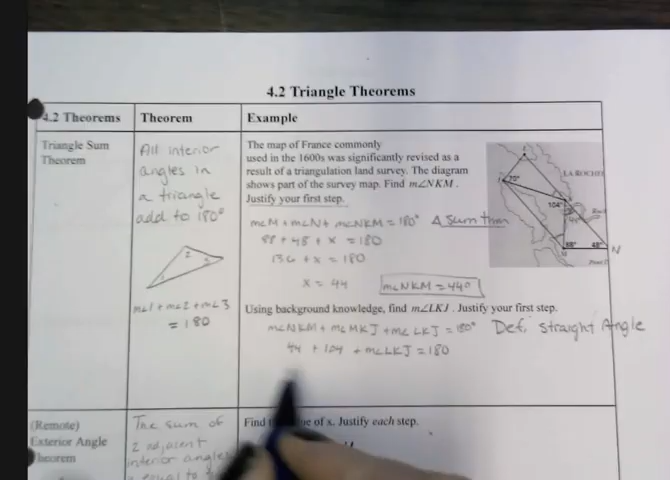 4.2 Triangle Theorems
4.2 Theorems
Theorem
Example
Triangle Sum
Theorem
All interior
angles in
a triangle
add to 180°
2
m∠1 + m∠2 + m∠3
= 180
The map of France commonly
used in the 1600s was significantly revised as a
result of a triangulation land survey. The diagram
shows part of the survey map. Find m∠NKM.
Justify your first step.
m∠M + m∠N + m∠NKM = 180° Δ sum thm
88 + 48 + x = 180
136 + x = 180
x = 44
m∠NKM = 44°
70°
LA ROCHE
104°
88°
48°
N
Using background knowledge, find m∠LKJ. Justify your first step.
m∠NKM + m∠MKJ + m∠LKJ = 180° Def. Straight Angle
44 + 104 + m∠LKJ = 180
(Remote)
Exterior Angle
Theorem
The sum of
2 adjacent
interior angles
Find ue of x. Justify each step.